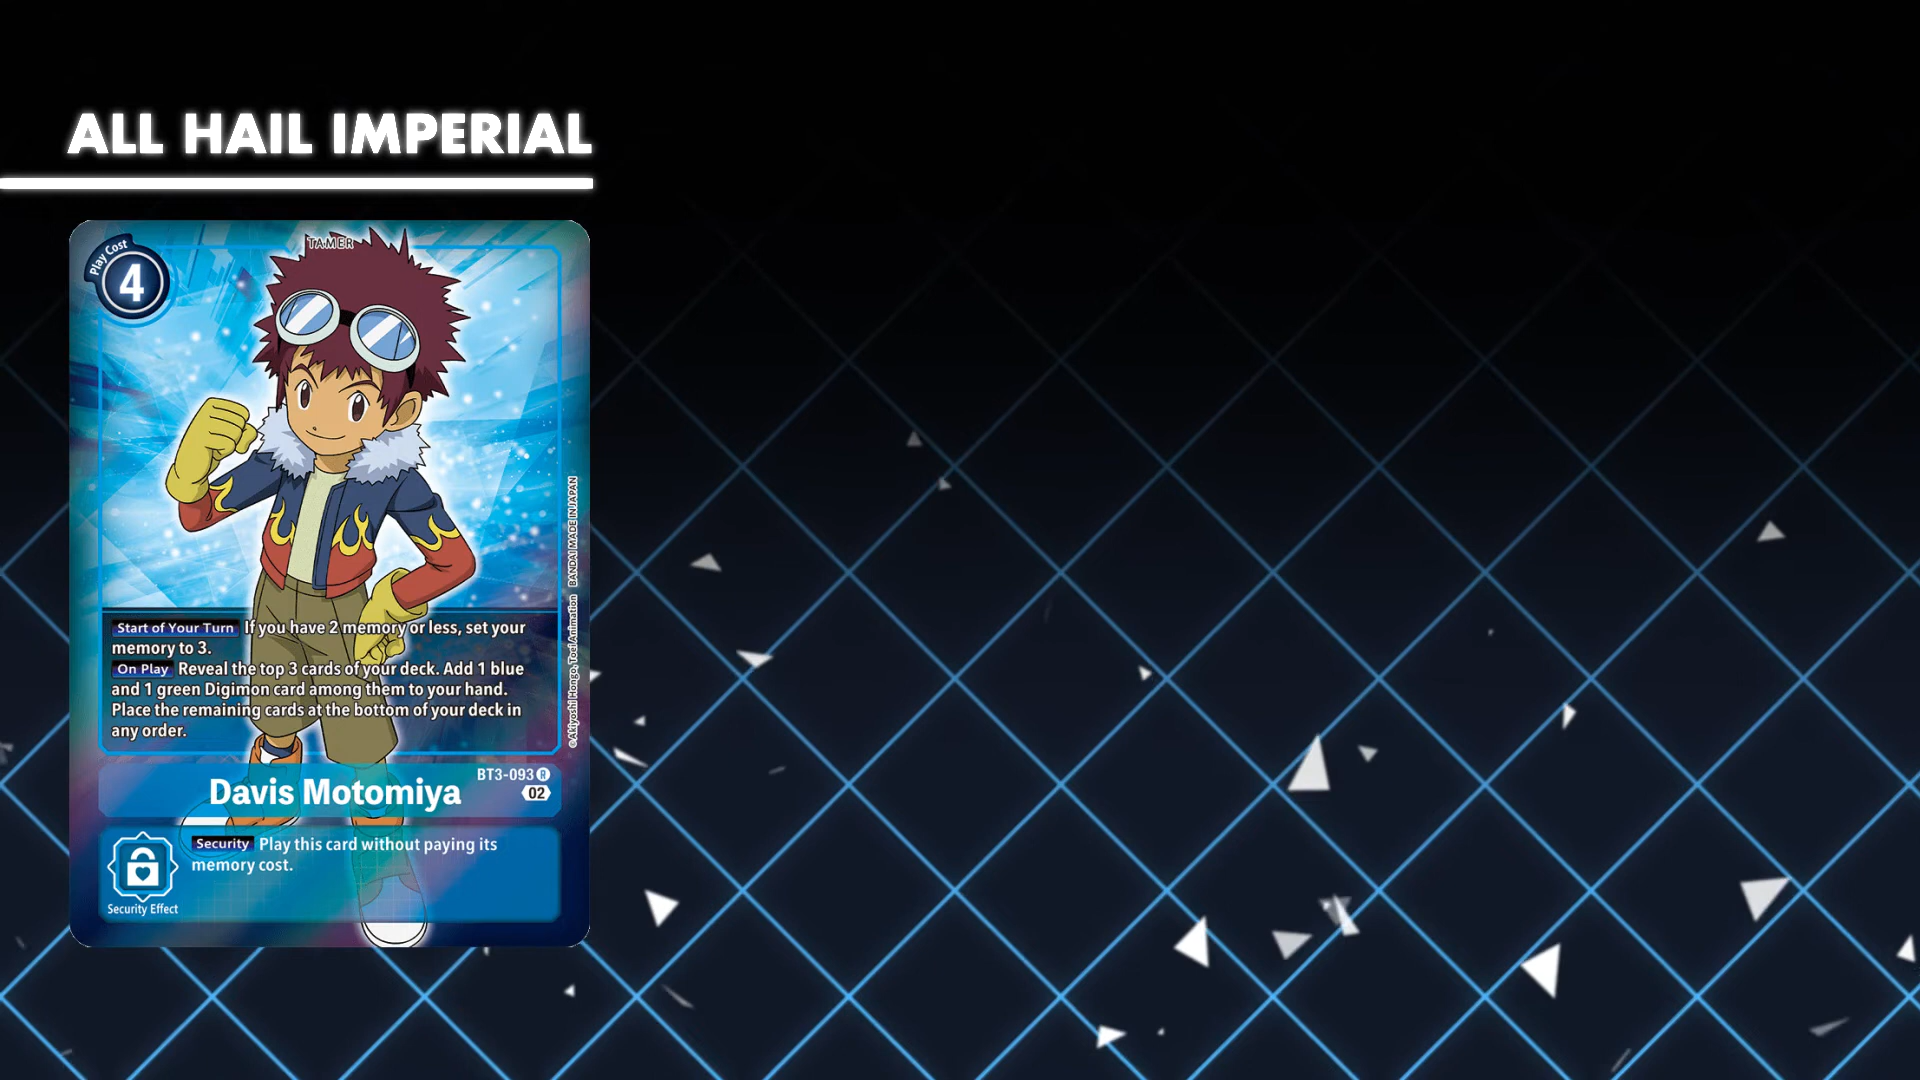 ALL HAIL IMPERIAL
Play Cost
4
TAMER
Start of Your Turn If you have 2 memory or less, set your
memory to 3.
On Play Reveal the top 3 cards of your deck. Add 1 blue
and 1 green Digimon card among them to your hand.
Place the remaining cards at the bottom of your deck in
any order.
©Akiyoshi Hongo, Toei Animation BANDAI MADE IN JAPAN
BT3-093 R
Davis Motomiya
02
Security Play this card without paying its
memory cost.
Security Effect